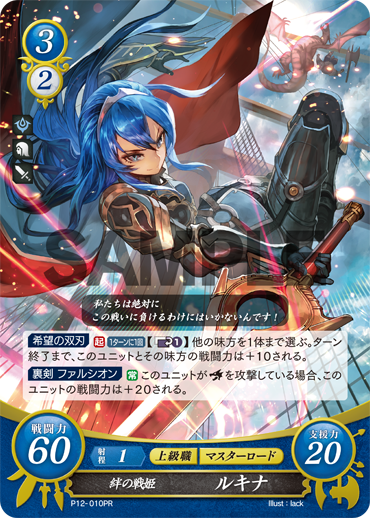 3
2
SAMPLE
私たちは絶対に
この戦いに負けるわけにはいかないんです!
希望の双刃 起 1ターンに1回 【 1】 他の味方を1体まで選ぶ。ターン
終了まで、このユニットとその味方の戦闘力は+10される。
裏剣 ファルシオン 常 このユニットが を攻撃している場合、この
ユニットの戦闘力は+20される。
戦闘力
60
射程 1
上級職
マスターロード
支援力
20
絆の戦姫
ルキナ
P12-010PR
Illust:lack